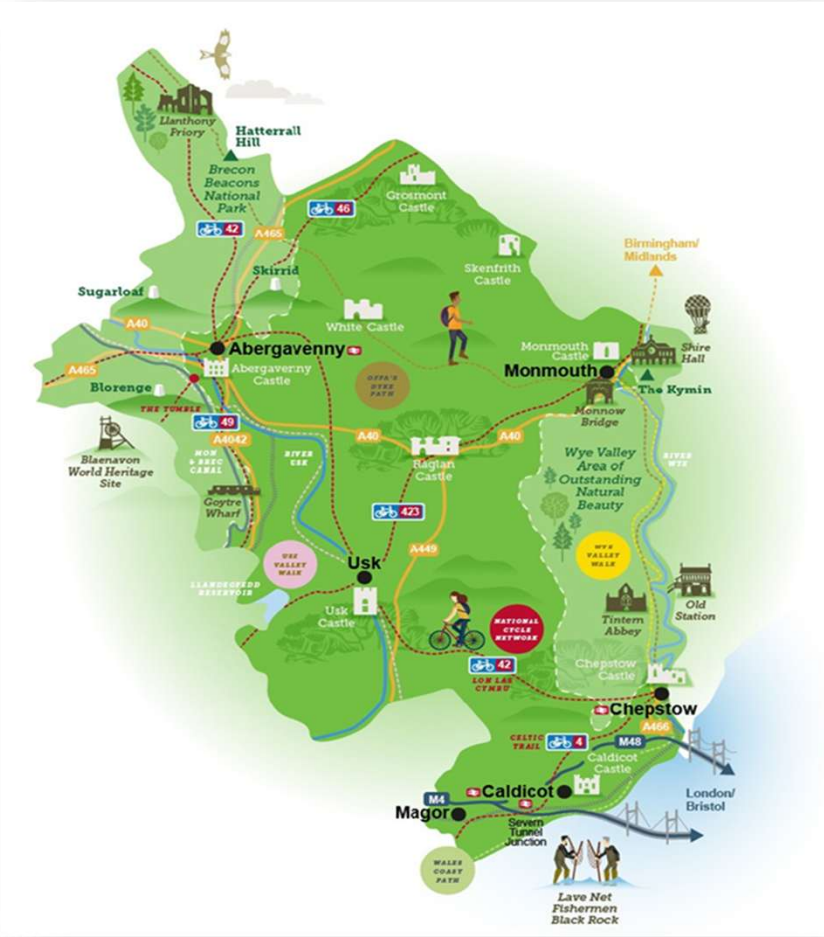 Llanthony
Priory
Hatterrall
Hill
Brecon
Beacons
National
Park
42
A465
46
Grosmont
Castle
Skenfrith
Castle
Birmingham/
Midlands
Skirrid
Sugarloaf
A40
White Castle
Shire
Hall
Monmouth
Castle
Abergavenny
Monmouth
A465
Abergavenny
Castle
OFFA'S
DYKE
PATH
The Kymin
Blorenge
THE TUMBLE
Monnow
Bridge
49
A4042
A40
A40
Blaenavon
World Heritage
Site
MON
& BREC
CANAL
RIVER
USK
Raglan
Castle
Wye Valley
Area of
Outstanding
Natural
Beauty
RIVER
WYE
Goytre
Wharf
423
A449
USK
VALLEY
WALK
WYE
VALLEY
WALK
Usk
LLANDEGFEDD
RESERVOIR
Usk
Castle
NATIONAL
CYCLE
NETWORK
Tintern
Abbey
Old
Station
42
LON LAS
CYMRU
Chepstow
Castle
Chepstow
A466
CELTIC
TRAIL
4
M48
Caldicot
Castle
M4
Caldicot
London/
Bristol
Magor
Severn
Tunnel
Junction
WALES
COAST
PATH
Lave Net
Fishermen
Black Rock